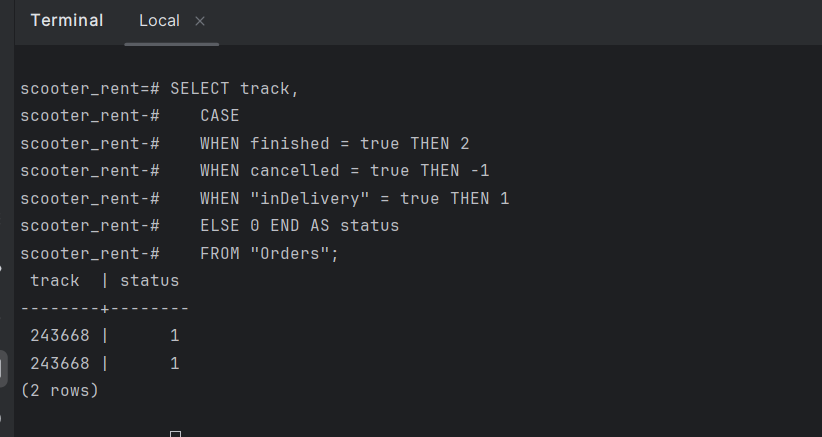 Terminal Local ×
scooter_rent=# SELECT track,
scooter_rent-#    CASE
scooter_rent-#    WHEN finished = true THEN 2
scooter_rent-#    WHEN cancelled = true THEN -1
scooter_rent-#    WHEN "inDelivery" = true THEN 1
scooter_rent-#    ELSE 0 END AS status
scooter_rent-#    FROM "Orders";
 track  | status
--------+--------
 243668 |      1
 243668 |      1
(2 rows)